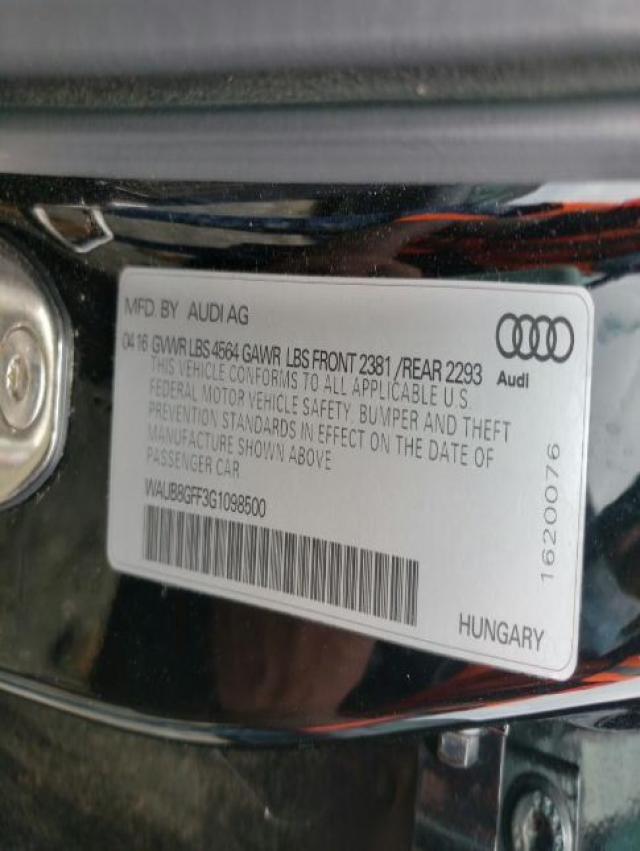 MFD. BY AUDI AG
04 16 GVWR LBS 4564 GAWR LBS FRONT 2381 /REAR 2293
THIS VEHICLE CONFORMS TO ALL APPLICABLE U.S.
FEDERAL MOTOR VEHICLE SAFETY, BUMPER AND THEFT
PREVENTION STANDARDS IN EFFECT ON THE DATE OF
MANUFACTURE SHOWN ABOVE
PASSENGER CAR
WAUB8GFF3G1098500
Audi
1620076
HUNGARY